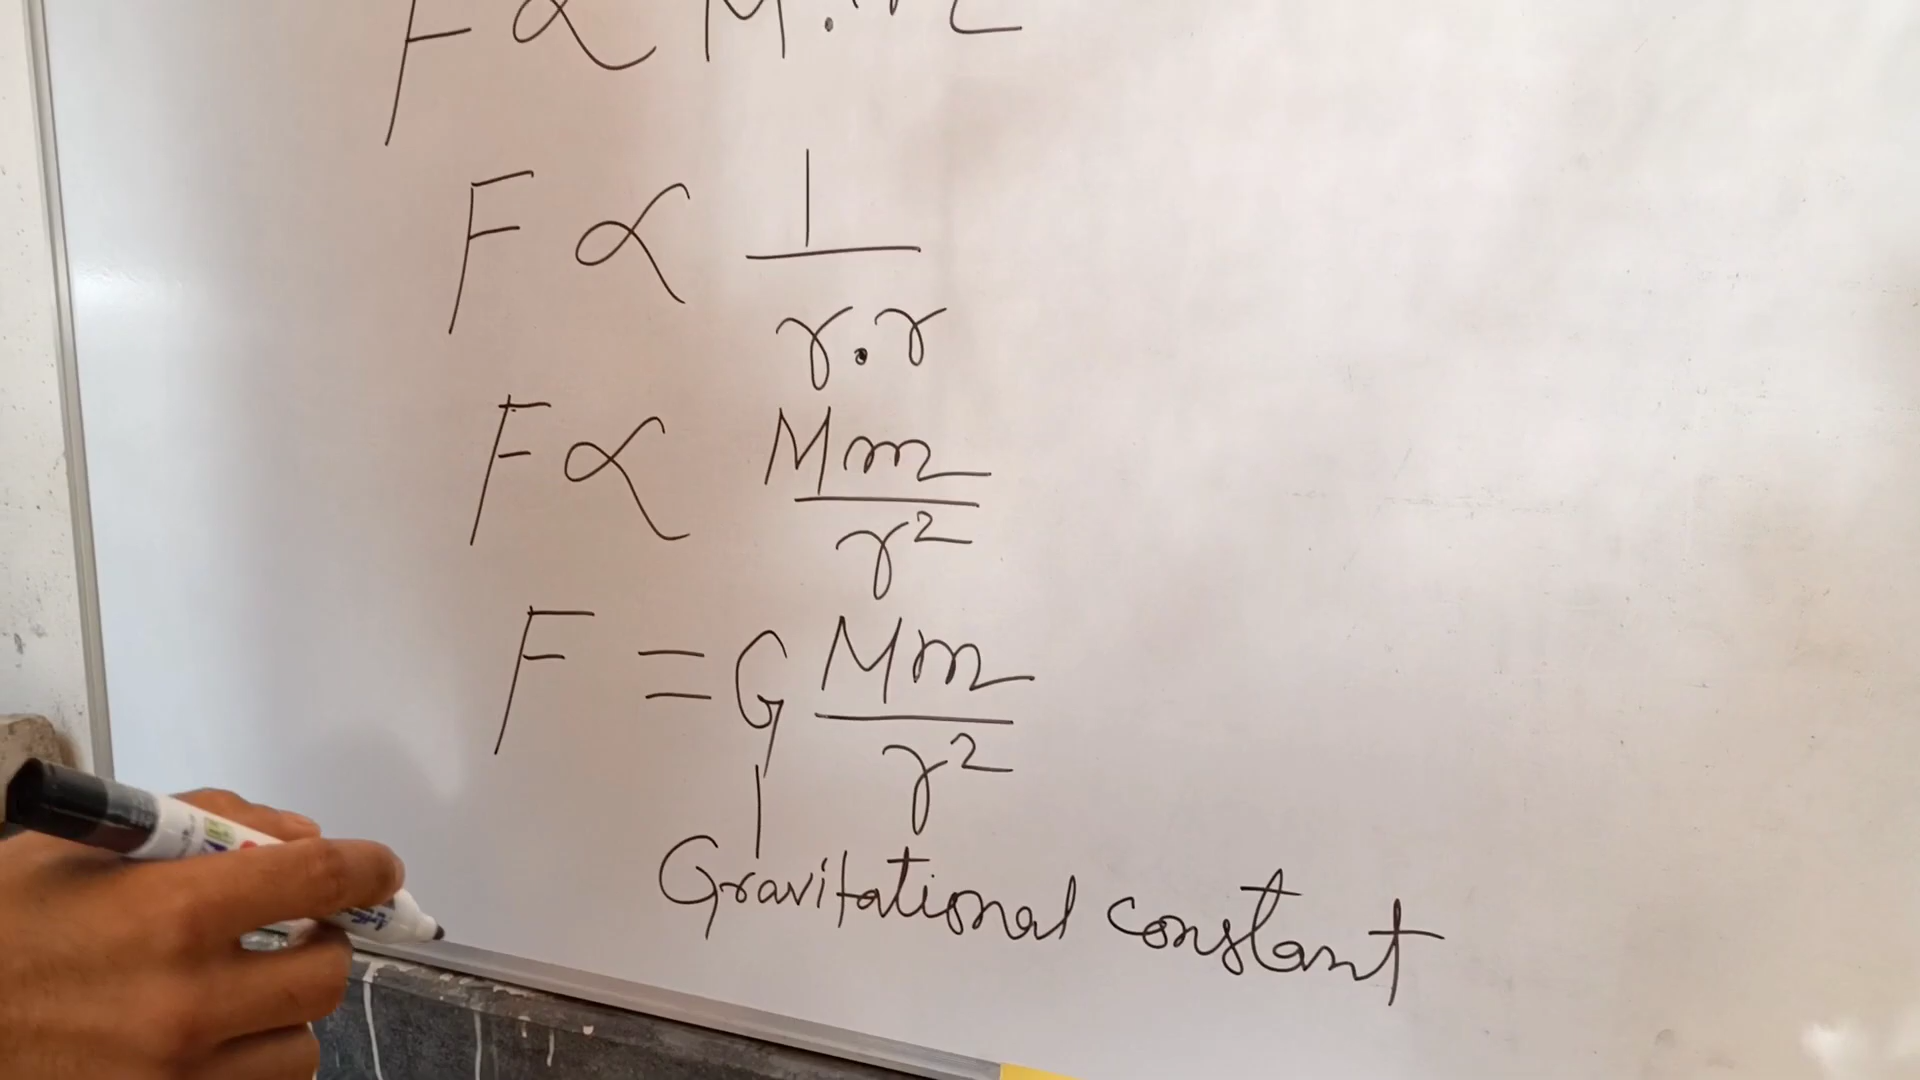 F ∝ M.m
F ∝ 1/r.r
F ∝ Mm/r²
F = G Mm/r²
Gravitational constant